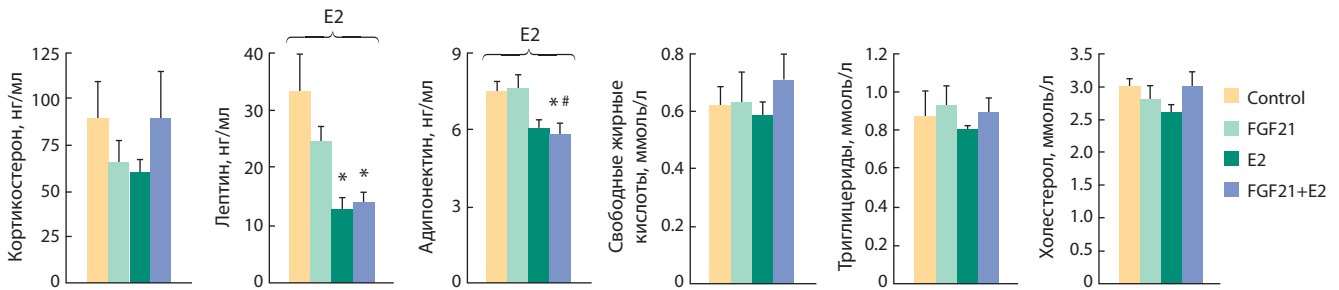 Кортикостерон, нг/мл
125
100
75
50
25
0
E2
Лептин, нг/мл
40
30
20
10
0
*
*
E2
Адипонектин, нг/мл
9
6
3
0
* #
Свободные жирные
кислоты, ммоль/л
0.8
0.6
0.4
0.2
0
Триглицериды, ммоль/л
1.2
1.0
0.8
0.6
0.4
0.2
0
Холестерол, ммоль/л
3.5
3.0
2.5
2.0
1.5
1.0
0.5
0
Control
FGF21
E2
FGF21+E2